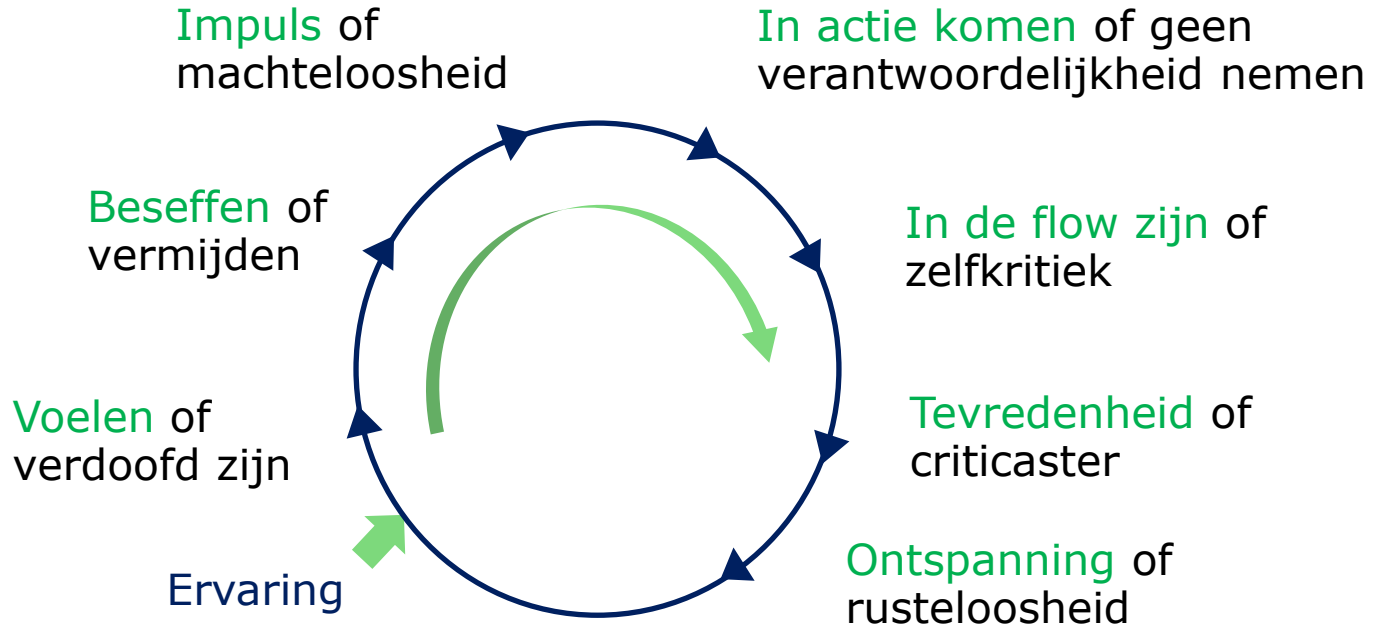 Impuls of
machteloosheid
In actie komen of geen
verantwoordelijkheid nemen
Beseffen of
vermijden
In de flow zijn of
zelfkritiek
Voelen of
verdoofd zijn
Tevredenheid of
criticaster
Ervaring
Ontspanning of
rusteloosheid